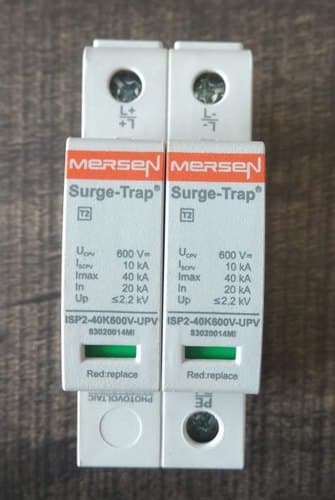 L+
L+
L-
L-
MERSEN
Surge-Trap®
T2
UCPV 600 V⎓
ISCPV 10 kA
Imax 40 kA
In 20 kA
Up ≤2,2 kV
ISP2-40K600V-UPV
83020014MI
Red:replace
MERSEN
Surge-Trap®
T2
UCPV 600 V⎓
ISCPV 10 kA
Imax 40 kA
In 20 kA
Up ≤2,2 kV
ISP2-40K600V-UPV
83020014MI
Red:replace
PHOTOVOLTAIC
PE